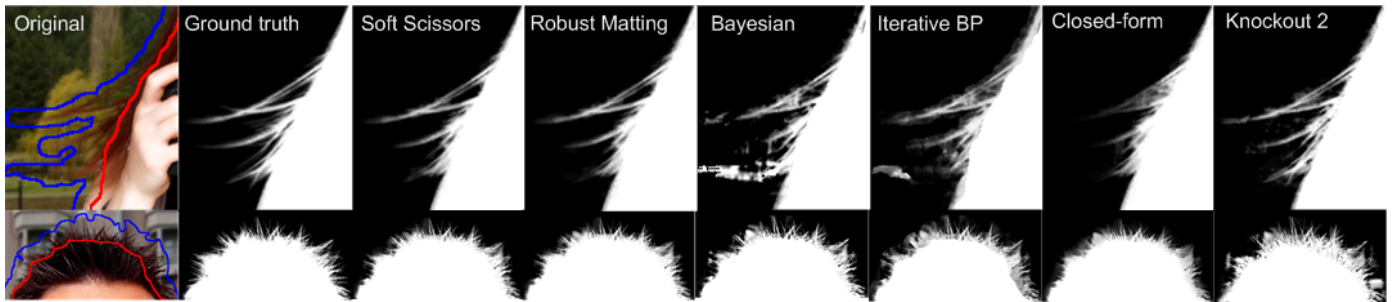 Original
Ground truth
Soft Scissors
Robust Matting
Bayesian
Iterative BP
Closed-form
Knockout 2